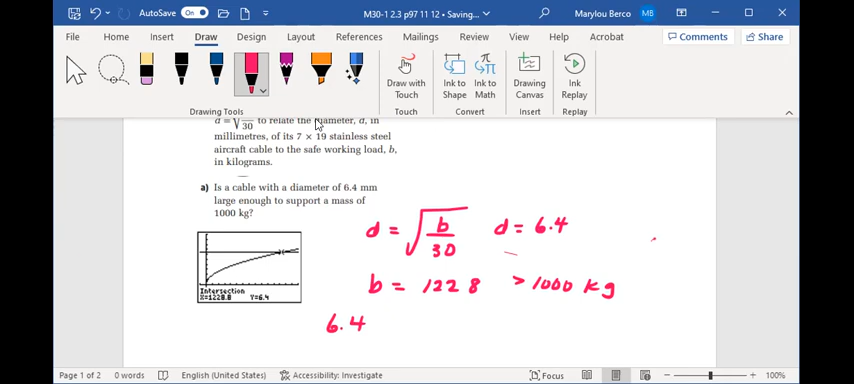 AutoSave On M30-1 2.3 p97 11 12 - Saving... Marylou Berco MB
File Home Insert Draw Design Layout References Mailings Review View Help Acrobat Comments Share
Draw with Touch Ink to Shape Ink to Math Drawing Canvas Ink Replay
Drawing Tools Touch Convert Insert Replay
d = √ 30 to relate the diameter, d, in
millimetres, of its 7 × 19 stainless steel
aircraft cable to the safe working load, b,
in kilograms.
a) Is a cable with a diameter of 6.4 mm
large enough to support a mass of
1000 kg?
d = √(b/30) d = 6.4
b = 1228 > 1000 kg
Intersection
X=1228.8 Y=6.4
6.4
Page 1 of 2 0 words English (United States) Accessibility: Investigate Focus 100%